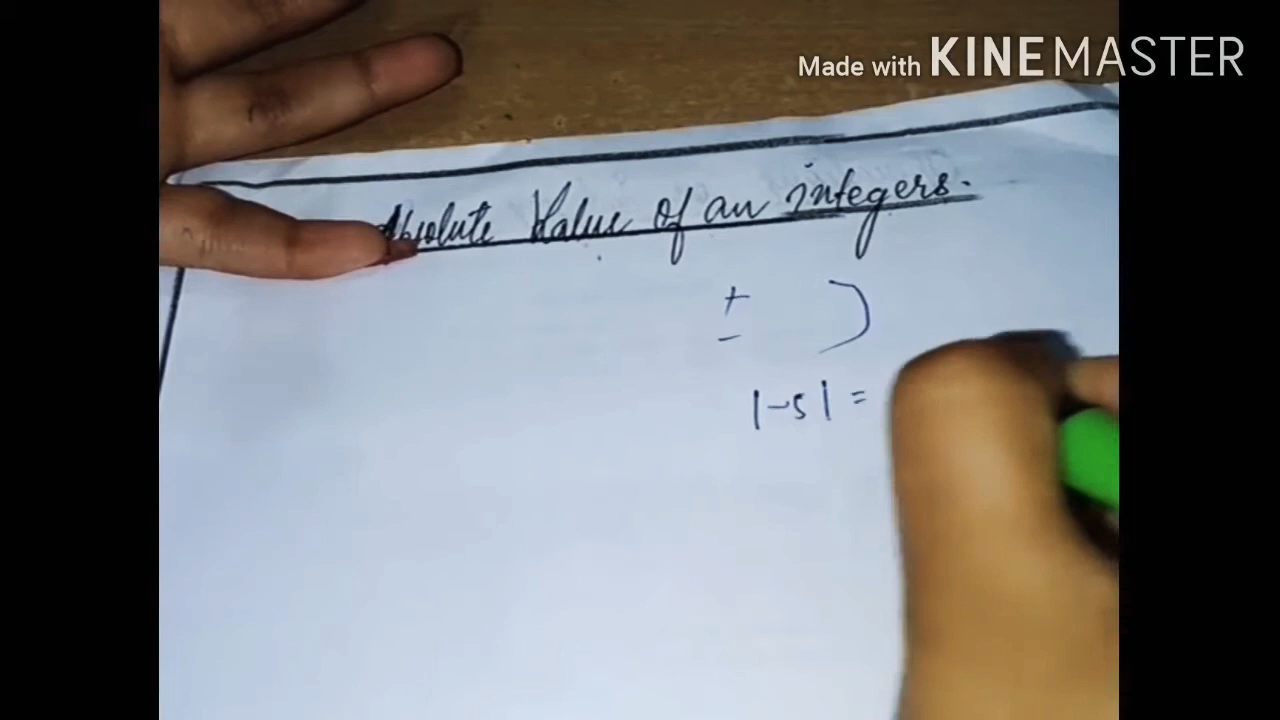 Made with KINEMASTER
Absolute Value of an integers.
+
-
)
|-5| =